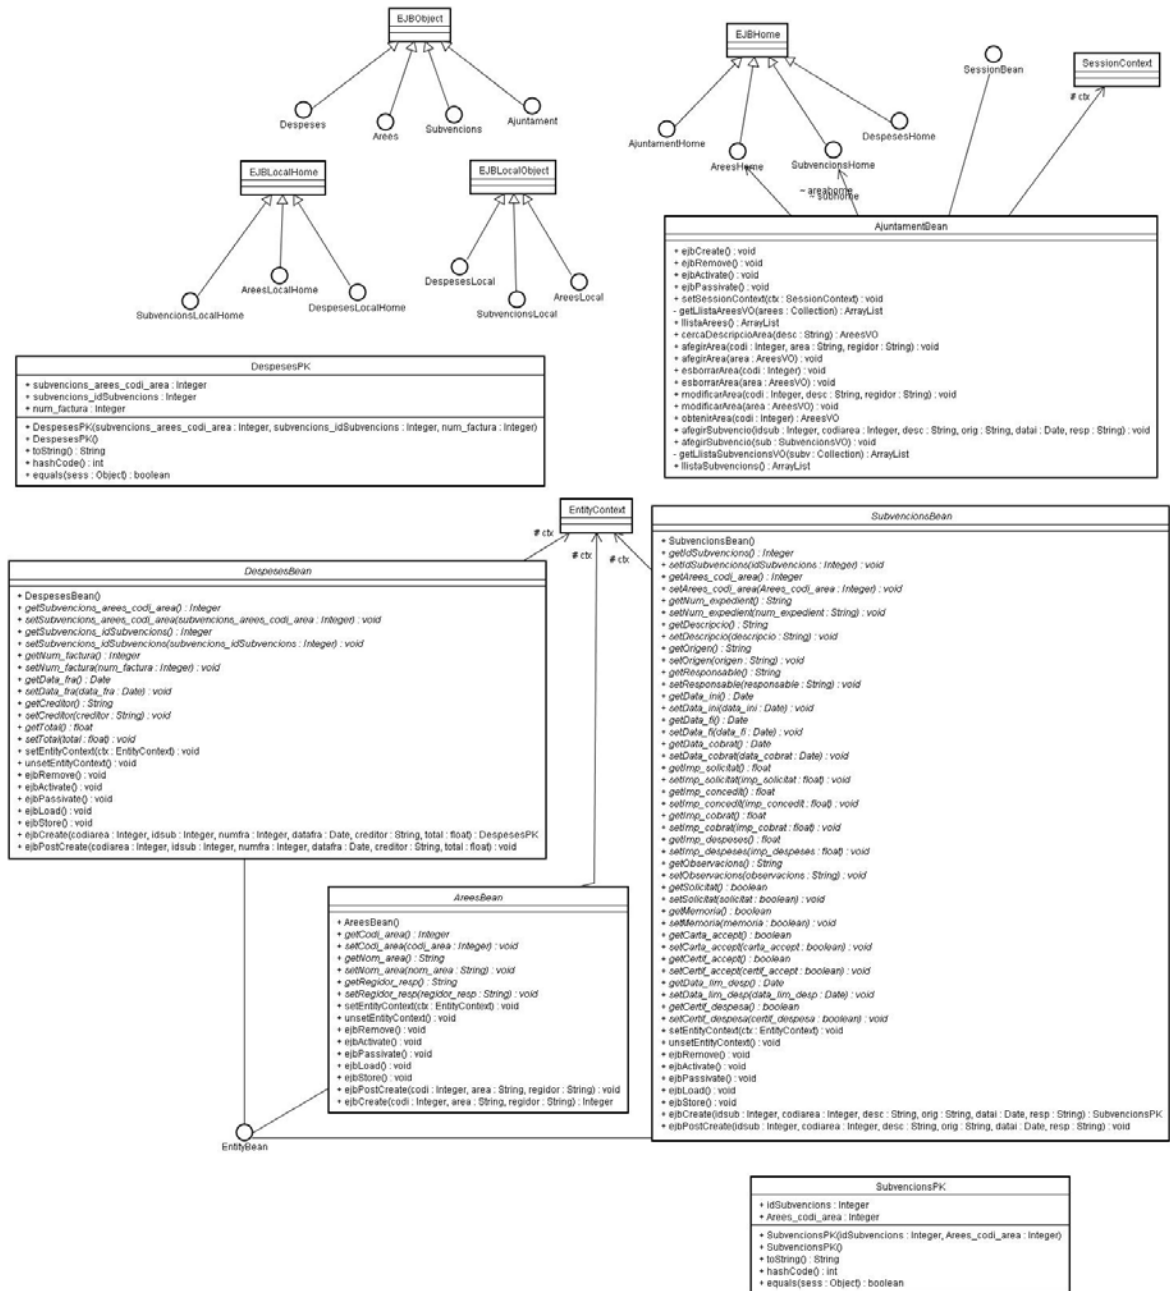 EJBObject
EJBHome
SessionBean
SessionContext
# ctx
Despeses
Arees
Subvencions
Ajuntament
AjuntamentHome
AreesHome
SubvencionsHome
DespesesHome
EJBLocalHome
EJBLocalObject
~ areahome
~ subhome
SubvencionsLocalHome
AreesLocalHome
DespesesLocalHome
DespesesLocal
SubvencionsLocal
AreesLocal
AjuntamentBean
+ ejbCreate() : void
+ ejbRemove() : void
+ ejbActivate() : void
+ ejbPassivate() : void
+ setSessionContext(ctx : SessionContext) : void
- getLlistaAreesVO(arees : Collection) : ArrayList
+ llistaArees() : ArrayList
+ cercaDescripcioArea(desc : String) : AreesVO
+ afegirArea(codi : Integer, area : String, regidor : String) : void
+ afegirArea(area : AreesVO) : void
+ esborrarArea(codi : Integer) : void
+ esborrarArea(area : AreesVO) : void
+ modificarArea(codi : Integer, desc : String, regidor : String) : void
+ modificarArea(area : AreesVO) : void
+ obtenirArea(codi : Integer) : AreesVO
+ afegirSubvencio(idsub : Integer, codiarea : Integer, desc : String, orig : String, datai : Date, resp : String) : void
+ afegirSubvencio(sub : SubvencionsVO) : void
- getLlistaSubvencionsVO(subv : Collection) : ArrayList
+ llistaSubvencions() : ArrayList
DespesesPK
+ subvencions_arees_codi_area : Integer
+ subvencions_idSubvencions : Integer
+ num_factura : Integer
+ DespesesPK(subvencions_arees_codi_area : Integer, subvencions_idSubvencions : Integer, num_factura : Integer)
+ DespesesPK()
+ toString() : String
+ hashCode() : int
+ equals(sess : Object) : boolean
EntityContext
# ctx
# ctx
# ctx
DespesesBean
+ DespesesBean()
+ getSubvencions_arees_codi_area() : Integer
+ setSubvencions_arees_codi_area(subvencions_arees_codi_area : Integer) : void
+ getSubvencions_idSubvencions() : Integer
+ setSubvencions_idSubvencions(subvencions_idSubvencions : Integer) : void
+ getNum_factura() : Integer
+ setNum_factura(num_factura : Integer) : void
+ getData_fra() : Date
+ setData_fra(data_fra : Date) : void
+ getCreditor() : String
+ setCreditor(creditor : String) : void
+ getTotal() : float
+ setTotal(total : float) : void
+ setEntityContext(ctx : EntityContext) : void
+ unsetEntityContext() : void
+ ejbRemove() : void
+ ejbActivate() : void
+ ejbPassivate() : void
+ ejbLoad() : void
+ ejbStore() : void
+ ejbCreate(codiarea : Integer, idsub : Integer, numfra : Integer, datafra : Date, creditor : String, total : float) : DespesesPK
+ ejbPostCreate(codiarea : Integer, idsub : Integer, numfra : Integer, datafra : Date, creditor : String, total : float) : void
SubvencionsBean
+ SubvencionsBean()
+ getIdSubvencions() : Integer
+ setIdSubvencions(idSubvencions : Integer) : void
+ getArees_codi_area() : Integer
+ setArees_codi_area(Arees_codi_area : Integer) : void
+ getNum_expedient() : String
+ setNum_expedient(num_expedient : String) : void
+ getDescripcio() : String
+ setDescripcio(descripcio : String) : void
+ getOrigen() : String
+ setOrigen(origen : String) : void
+ getResponsable() : String
+ setResponsable(responsable : String) : void
+ getData_ini() : Date
+ setData_ini(data_ini : Date) : void
+ getData_fi() : Date
+ setData_fi(data_fi : Date) : void
+ getData_cobrat() : Date
+ setData_cobrat(data_cobrat : Date) : void
+ getImp_solicitat() : float
+ setImp_solicitat(imp_solicitat : float) : void
+ getImp_concedit() : float
+ setImp_concedit(imp_concedit : float) : void
+ getImp_cobrat() : float
+ setImp_cobrat(imp_cobrat : float) : void
+ getImp_despeses() : float
+ setImp_despeses(imp_despeses : float) : void
+ getObservacions() : String
+ setObservacions(observacions : String) : void
+ getSolicitat() : boolean
+ setSolicitat(solicitat : boolean) : void
+ getMemoria() : boolean
+ setMemoria(memoria : boolean) : void
+ getCarta_accept() : boolean
+ setCarta_accept(carta_accept : boolean) : void
+ getCertif_accept() : boolean
+ setCertif_accept(certif_accept : boolean) : void
+ getData_lim_desp() : Date
+ setData_lim_desp(data_lim_desp : Date) : void
+ getCertif_despesa() : boolean
+ setCertif_despesa(certif_despesa : boolean) : void
+ setEntityContext(ctx : EntityContext) : void
+ unsetEntityContext() : void
+ ejbRemove() : void
+ ejbActivate() : void
+ ejbPassivate() : void
+ ejbLoad() : void
+ ejbStore() : void
+ ejbCreate(idsub : Integer, codiarea : Integer, desc : String, orig : String, datai : Date, resp : String) : SubvencionsPK
+ ejbPostCreate(idsub : Integer, codiarea : Integer, desc : String, orig : String, datai : Date, resp : String) : void
AreesBean
+ AreesBean()
+ getCodi_area() : Integer
+ setCodi_area(codi_area : Integer) : void
+ getNom_area() : String
+ setNom_area(nom_area : String) : void
+ getRegidor_resp() : String
+ setRegidor_resp(regidor_resp : String) : void
+ setEntityContext(ctx : EntityContext) : void
+ unsetEntityContext() : void
+ ejbRemove() : void
+ ejbActivate() : void
+ ejbPassivate() : void
+ ejbLoad() : void
+ ejbStore() : void
+ ejbPostCreate(codi : Integer, area : String, regidor : String) : void
+ ejbCreate(codi : Integer, area : String, regidor : String) : Integer
EntityBean
SubvencionsPK
+ idSubvencions : Integer
+ Arees_codi_area : Integer
+ SubvencionsPK(idSubvencions : Integer, Arees_codi_area : Integer)
+ SubvencionsPK()
+ toString() : String
+ hashCode() : int
+ equals(sess : Object) : boolean